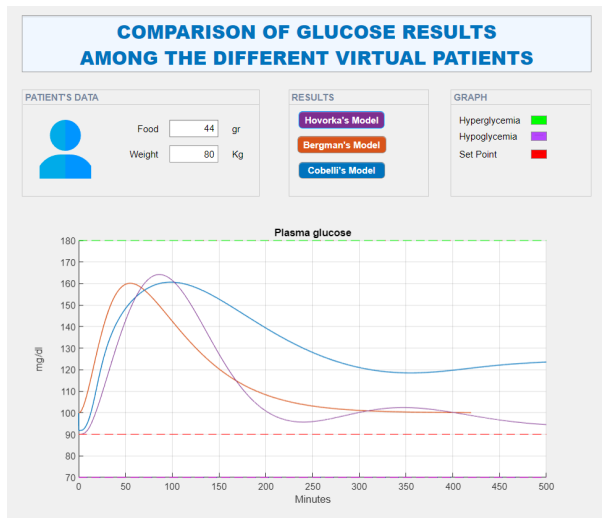 COMPARISON OF GLUCOSE RESULTS
AMONG THE DIFFERENT VIRTUAL PATIENTS
PATIENT'S DATA
Food 44 gr
Weight 80 Kg
RESULTS
Hovorka's Model
Bergman's Model
Cobelli's Model
GRAPH
Hyperglycemia
Hypoglycemia
Set Point
Plasma glucose
180
170
160
150
140
130
120
110
100
90
80
70
mg/dl
0 50 100 150 200 250 300 350 400 450 500
Minutes